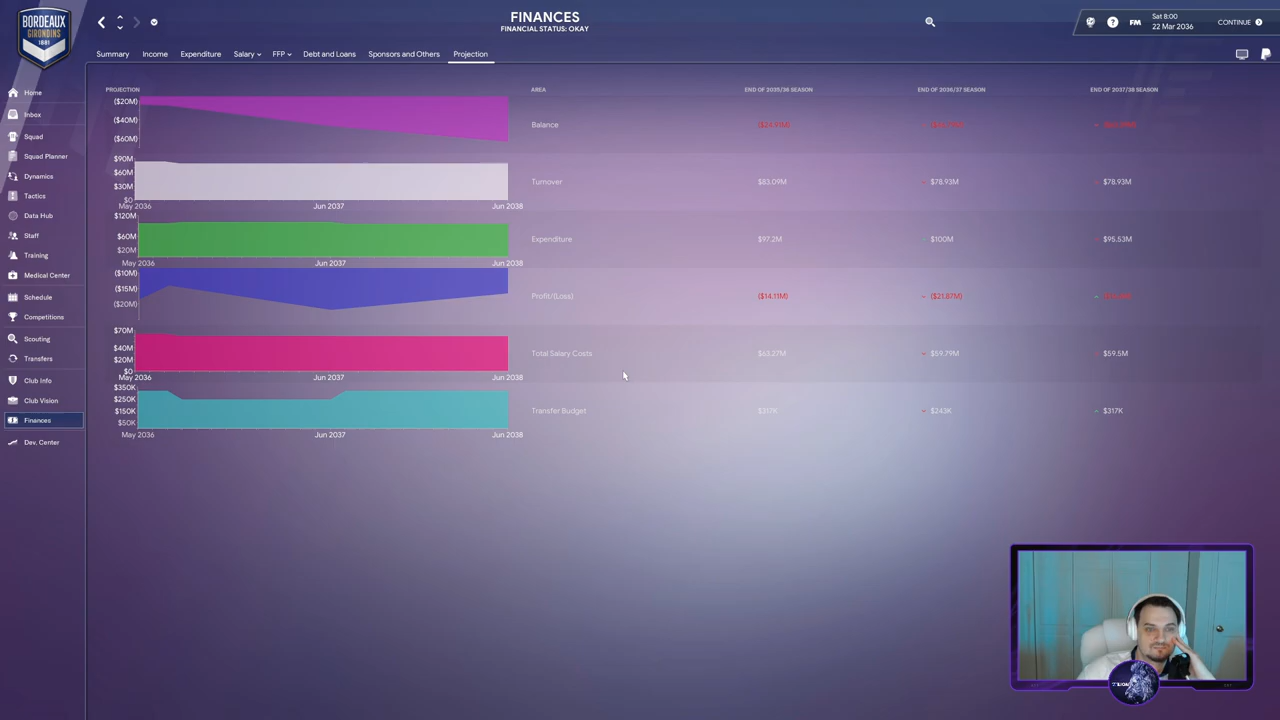 BORDEAUX
GIRONDINS
1881
FINANCES
FINANCIAL STATUS: OKAY
Sat 8:00
22 Mar 2036
FM
CONTINUE
Summary Income Expenditure Salary FFP Debt and Loans Sponsors and Others Projection
Home
Inbox
Squad
Squad Planner
Dynamics
Tactics
Data Hub
Staff
Training
Medical Center
Schedule
Competitions
Scouting
Transfers
Club Info
Club Vision
Finances
Dev. Center
PROJECTION AREA END OF 2035/36 SEASON END OF 2036/37 SEASON END OF 2037/38 SEASON
($20M)
($40M)
($60M)
Balance
$90M
$60M
$30M
$0
May 2036 Jun 2037 Jun 2038
Turnover $83.09M $78.93M $78.93M
$120M
$60M
$20M
May 2036 Jun 2037 Jun 2038
Expenditure $97.2M $100M $95.53M
($10M)
($15M)
($20M)
Profit/(Loss) ($14.11M) ($21.87M)
$70M
$40M
$20M
$0
May 2036 Jun 2037 Jun 2038
Total Salary Costs $63.27M $59.79M $59.5M
$350K
$250K
$150K
$50K
May 2036 Jun 2037 Jun 2038
Transfer Budget $317K $243K $317K